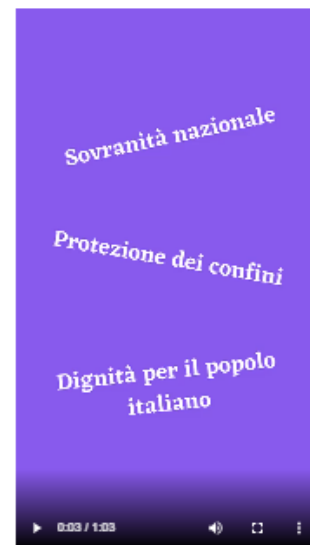 Sovranità nazionale
Protezione dei confini
Dignità per il popolo
italiano
0:03 / 1:03